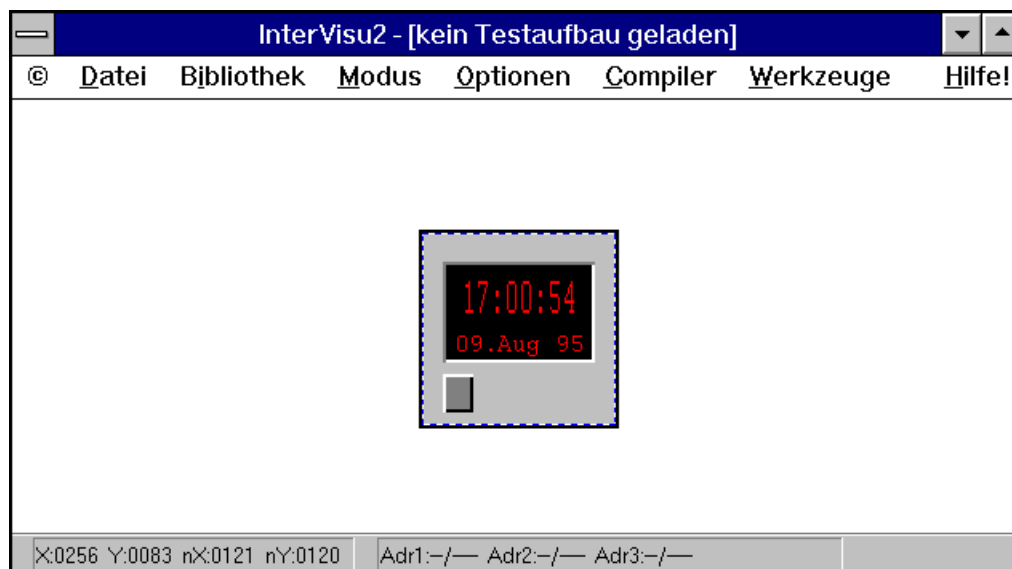 InterVisu2 - [kein Testaufbau geladen]
© Datei Bibliothek Modus Optionen Compiler Werkzeuge Hilfe!
17:00:54
09.Aug 95
X:0256 Y:0083 nX:0121 nY:0120 Adr1:–/–– Adr2:–/–– Adr3:–/––